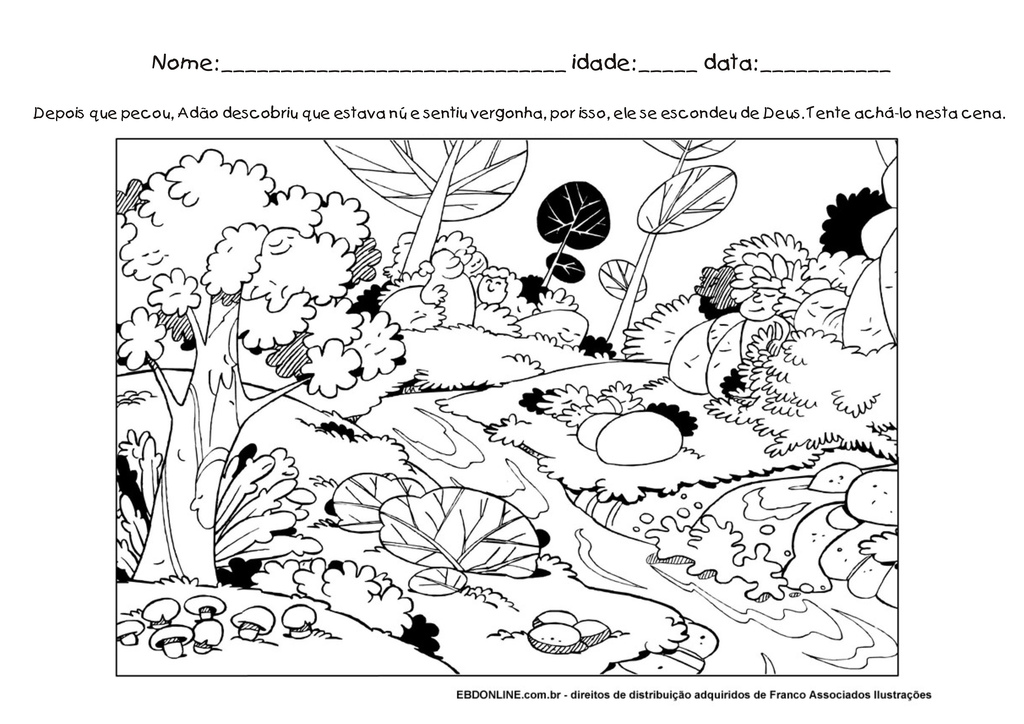 Nome:_____________________________ idade:_____ data:___________
Depois que pecou, Adão descobriu que estava nú e sentiu vergonha, por isso, ele se escondeu de Deus. Tente achá-lo nesta cena.
EBDONLINE.com.br - direitos de distribuição adquiridos de Franco Associados Ilustrações